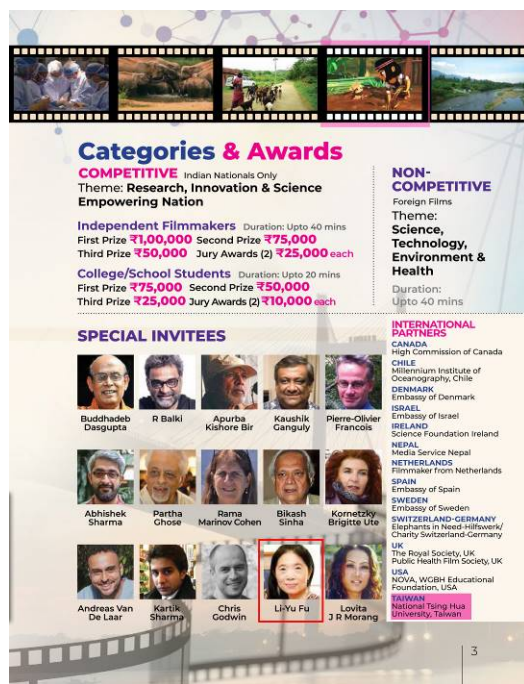 Categories & Awards
COMPETITIVE Indian Nationals Only
Theme: Research, Innovation & Science
Empowering Nation
Independent Filmmakers Duration: Upto 40 mins
First Prize ₹1,00,000 Second Prize ₹75,000
Third Prize ₹50,000 Jury Awards (2) ₹25,000 each
College/School Students Duration: Upto 20 mins
First Prize ₹75,000 Second Prize ₹50,000
Third Prize ₹25,000 Jury Awards (2) ₹10,000 each
NON-
COMPETITIVE
Foreign Films
Theme:
Science,
Technology,
Environment &
Health
Duration:
Upto 40 mins
SPECIAL INVITEES
Buddhadeb
Dasgupta
R Balki
Apurba
Kishore Bir
Kaushik
Ganguly
Pierre-Olivier
Francois
Abhishek
Sharma
Partha
Ghose
Rama
Marinov Cohen
Bikash
Sinha
Kornetzky
Brigitte Ute
Andreas Van
De Laar
Kartik
Sharma
Chris
Godwin
Li-Yu Fu
Lovita
J R Morang
INTERNATIONAL
PARTNERS
CANADA
High Commission of Canada
CHILE
Millennium Institute of
Oceanography, Chile
DENMARK
Embassy of Denmark
ISRAEL
Embassy of Israel
IRELAND
Science Foundation Ireland
NEPAL
Media Service Nepal
NETHERLANDS
Filmmaker from Netherlands
SPAIN
Embassy of Spain
SWEDEN
Embassy of Sweden
SWITZERLAND-GERMANY
Elephants in Need-Hilfswerk/
Charity Switzerland-Germany
UK
The Royal Society, UK
Public Health Film Society, UK
USA
NOVA, WGBH Educational
Foundation, USA
TAIWAN
National Tsing Hua
University, Taiwan
3